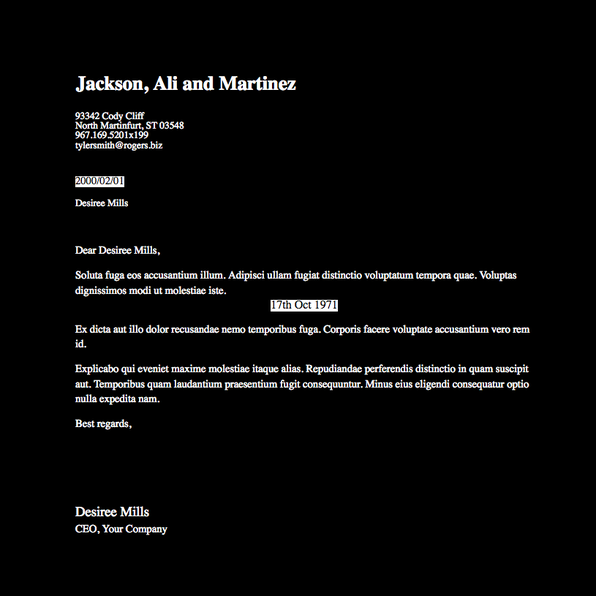 Jackson, Ali and Martinez
93342 Cody Cliff
North Martinfurt, ST 03548
967.169.5201x199
tylersmith@rogers.biz
2000/02/01
Desiree Mills
Dear Desiree Mills,
Soluta fuga eos accusantium illum. Adipisci ullam fugiat distinctio voluptatum tempora quae. Voluptas
dignissimos modi ut molestiae iste.
17th Oct 1971
Ex dicta aut illo dolor recusandae nemo temporibus fuga. Corporis facere voluptate accusantium vero rem
id.
Explicabo qui eveniet maxime molestiae itaque alias. Repudiandae perferendis distinctio in quam suscipit
aut. Temporibus quam laudantium praesentium fugit consequuntur. Minus eius eligendi consequatur optio
nulla expedita nam.
Best regards,
Desiree Mills
CEO, Your Company